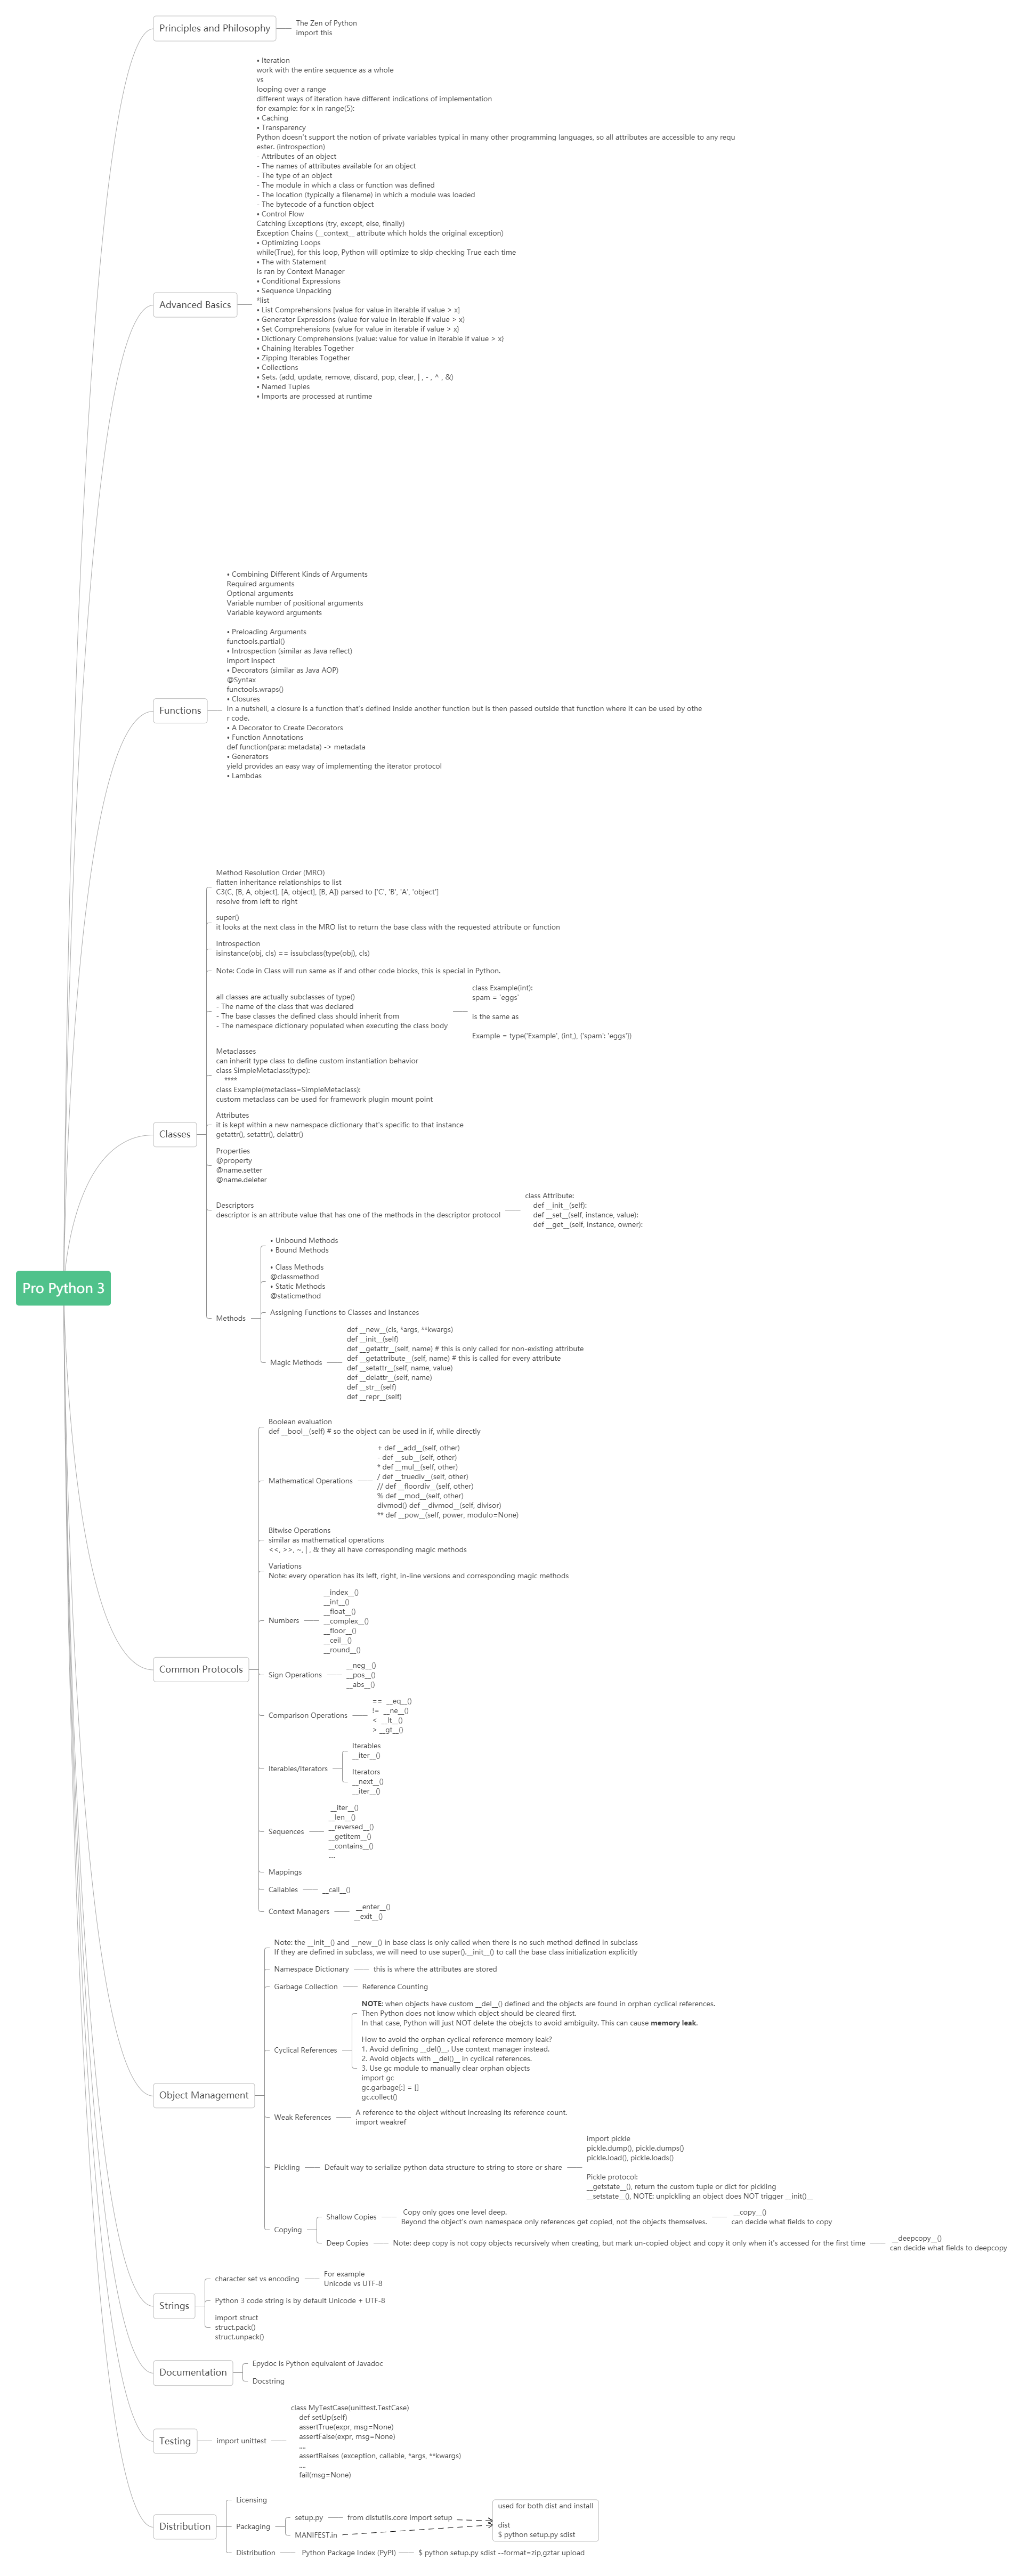 Pro Python 3
Principles and Philosophy
The Zen of Python
import this
Advanced Basics
• Iteration
work with the entire sequence as a whole
vs
looping over a range
different ways of iteration have different indications of implementation
for example: for x in range(5):
• Caching
• Transparency
Python doesn't support the notion of private variables typical in many other programming languages, so all attributes are accessible to any requ
ester. (introspection)
- Attributes of an object
- The names of attributes available for an object
- The type of an object
- The module in which a class or function was defined
- The location (typically a filename) in which a module was loaded
- The bytecode of a function object
• Control Flow
Catching Exceptions (try, except, else, finally)
Exception Chains (__context__ attribute which holds the original exception)
• Optimizing Loops
while(True), for this loop, Python will optimize to skip checking True each time
• The with Statement
Is ran by Context Manager
• Conditional Expressions
• Sequence Unpacking
*list
• List Comprehensions [value for value in iterable if value > x]
• Generator Expressions (value for value in iterable if value > x)
• Set Comprehensions {value for value in iterable if value > x}
• Dictionary Comprehensions {value: value for value in iterable if value > x}
• Chaining Iterables Together
• Zipping Iterables Together
• Collections
• Sets. (add, update, remove, discard, pop, clear, | , - , ^ , &)
• Named Tuples
• Imports are processed at runtime
Functions
• Combining Different Kinds of Arguments
Required arguments
Optional arguments
Variable number of positional arguments
Variable keyword arguments
• Preloading Arguments
functools.partial()
• Introspection (similar as Java reflect)
import inspect
• Decorators (similar as Java AOP)
@Syntax
functools.wraps()
• Closures
In a nutshell, a closure is a function that's defined inside another function but is then passed outside that function where it can be used by othe
r code.
• A Decorator to Create Decorators
• Function Annotations
def function(para: metadata) -> metadata
• Generators
yield provides an easy way of implementing the iterator protocol
• Lambdas
Classes
Method Resolution Order (MRO)
flatten inheritance relationships to list
C3(C, [B, A, object], [A, object], [B, A]) parsed to ['C', 'B', 'A', 'object']
resolve from left to right
super()
it looks at the next class in the MRO list to return the base class with the requested attribute or function
Introspection
isinstance(obj, cls) == issubclass(type(obj), cls)
Note: Code in Class will run same as if and other code blocks, this is special in Python.
all classes are actually subclasses of type()
- The name of the class that was declared
- The base classes the defined class should inherit from
- The namespace dictionary populated when executing the class body
class Example(int):
spam = 'eggs'
is the same as
Example = type('Example', (int,), {'spam': 'eggs'})
Metaclasses
can inherit type class to define custom instantiation behavior
class SimpleMetaclass(type):
****
class Example(metaclass=SimpleMetaclass):
custom metaclass can be used for framework plugin mount point
Attributes
it is kept within a new namespace dictionary that's specific to that instance
getattr(), setattr(), delattr()
Properties
@property
@name.setter
@name.deleter
Descriptors
descriptor is an attribute value that has one of the methods in the descriptor protocol
class Attribute:
def __init__(self):
def __set__(self, instance, value):
def __get__(self, instance, owner):
Methods
• Unbound Methods
• Bound Methods
• Class Methods
@classmethod
• Static Methods
@staticmethod
Assigning Functions to Classes and Instances
Magic Methods
def __new__(cls, *args, **kwargs)
def __init__(self)
def __getattr__(self, name) # this is only called for non-existing attribute
def __getattribute__(self, name) # this is called for every attribute
def __setattr__(self, name, value)
def __delattr__(self, name)
def __str__(self)
def __repr__(self)
Common Protocols
Boolean evaluation
def __bool__(self) # so the object can be used in if, while directly
Mathematical Operations
+ def __add__(self, other)
- def __sub__(self, other)
* def __mul__(self, other)
/ def __truediv__(self, other)
// def __floordiv__(self, other)
% def __mod__(self, other)
divmod() def __divmod__(self, divisor)
** def __pow__(self, power, modulo=None)
Bitwise Operations
similar as mathematical operations
<<, >>, ~, | , & they all have corresponding magic methods
Variations
Note: every operation has its left, right, in-line versions and corresponding magic methods
Numbers
__index__()
__int__()
__float__()
__complex__()
__floor__()
__ceil__()
__round__()
Sign Operations
__neg__()
__pos__()
__abs__()
Comparison Operations
== __eq__()
!= __ne__()
< __lt__()
> __gt__()
Iterables/Iterators
Iterables
__iter__()
Iterators
__next__()
__iter__()
Sequences
__iter__()
__len__()
__reversed__()
__getitem__()
__contains__()
....
Mappings
Callables
__call__()
Context Managers
__enter__()
__exit__()
Object Management
Note: the __init__() and __new__() in base class is only called when there is no such method defined in subclass
If they are defined in subclass, we will need to use super().__init__() to call the base class initialization explicitly
Namespace Dictionary
this is where the attributes are stored
Garbage Collection
Reference Counting
Cyclical References
NOTE: when objects have custom __del__() defined and the objects are found in orphan cyclical references.
Then Python does not know which object should be cleared first.
In that case, Python will just NOT delete the obejcts to avoid ambiguity. This can cause memory leak.
How to avoid the orphan cyclical reference memory leak?
1. Avoid defining __del()__. Use context manager instead.
2. Avoid objects with __del()__ in cyclical references.
3. Use gc module to manually clear orphan objects
import gc
gc.garbage[:] = []
gc.collect()
Weak References
A reference to the object without increasing its reference count.
import weakref
Pickling
Default way to serialize python data structure to string to store or share
import pickle
pickle.dump(), pickle.dumps()
pickle.load(), pickle.loads()
Pickle protocol:
__getstate__(), return the custom tuple or dict for pickling
__setstate__(), NOTE: unpickling an object does NOT trigger __init()__
Copying
Shallow Copies
Copy only goes one level deep.
Beyond the object's own namespace only references get copied, not the objects themselves.
__copy__()
can decide what fields to copy
Deep Copies
Note: deep copy is not copy objects recursively when creating, but mark un-copied object and copy it only when it's accessed for the first time
__deepcopy__()
can decide what fields to deepcopy
Strings
character set vs encoding
For example
Unicode vs UTF-8
Python 3 code string is by default Unicode + UTF-8
import struct
struct.pack()
struct.unpack()
Documentation
Epydoc is Python equivalent of Javadoc
Docstring
Testing
import unittest
class MyTestCase(unittest.TestCase)
def setUp(self)
assertTrue(expr, msg=None)
assertFalse(expr, msg=None)
....
assertRaises (exception, callable, *args, **kwargs)
....
fail(msg=None)
Distribution
Licensing
Packaging
setup.py
from distutils.core import setup
MANIFEST.in
used for both dist and install
dist
$ python setup.py sdist
Distribution
Python Package Index (PyPI)
$ python setup.py sdist --format=zip,gztar upload